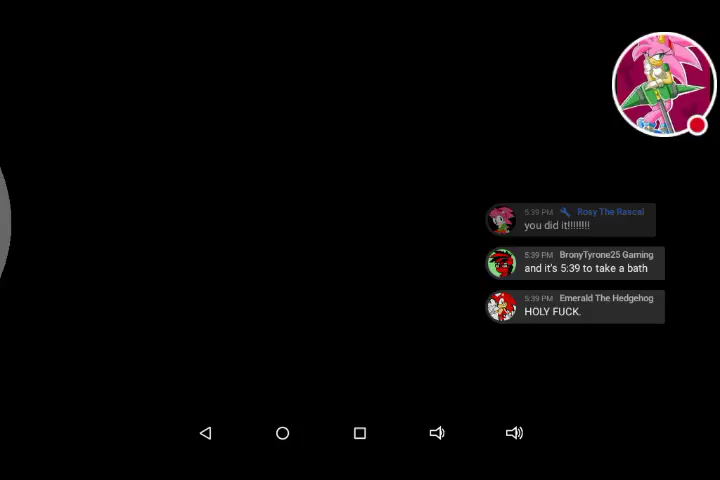 5:39 PM Rosy The Rascal
you did it!!!!!!!!
5:39 PM BronyTyrone25 Gaming
and it's 5:39 to take a bath
5:39 PM Emerald The Hedgehog
HOLY FUCK.